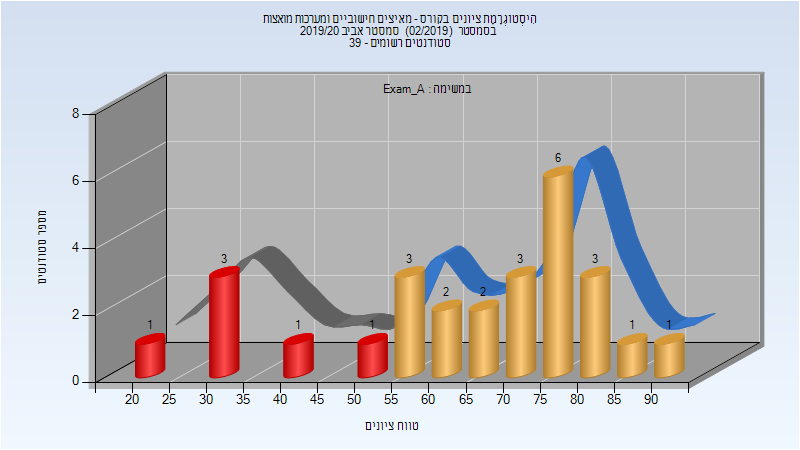 הִיסְטוֹגְרָמַת ציונים בקורס - מאיצים חישוביים ומערכות מואצות
בסמסטר (02/2019) סמסטר אביב 2019/20
סטודנטים רשומים - 39
במשימה : Exam_A
מספר סטודנטים
8
6
4
2
0
1
3
1
1
3
2
2
3
6
3
1
1
20 25 30 35 40 45 50 55 60 65 70 75 80 85 90
טווח ציונים